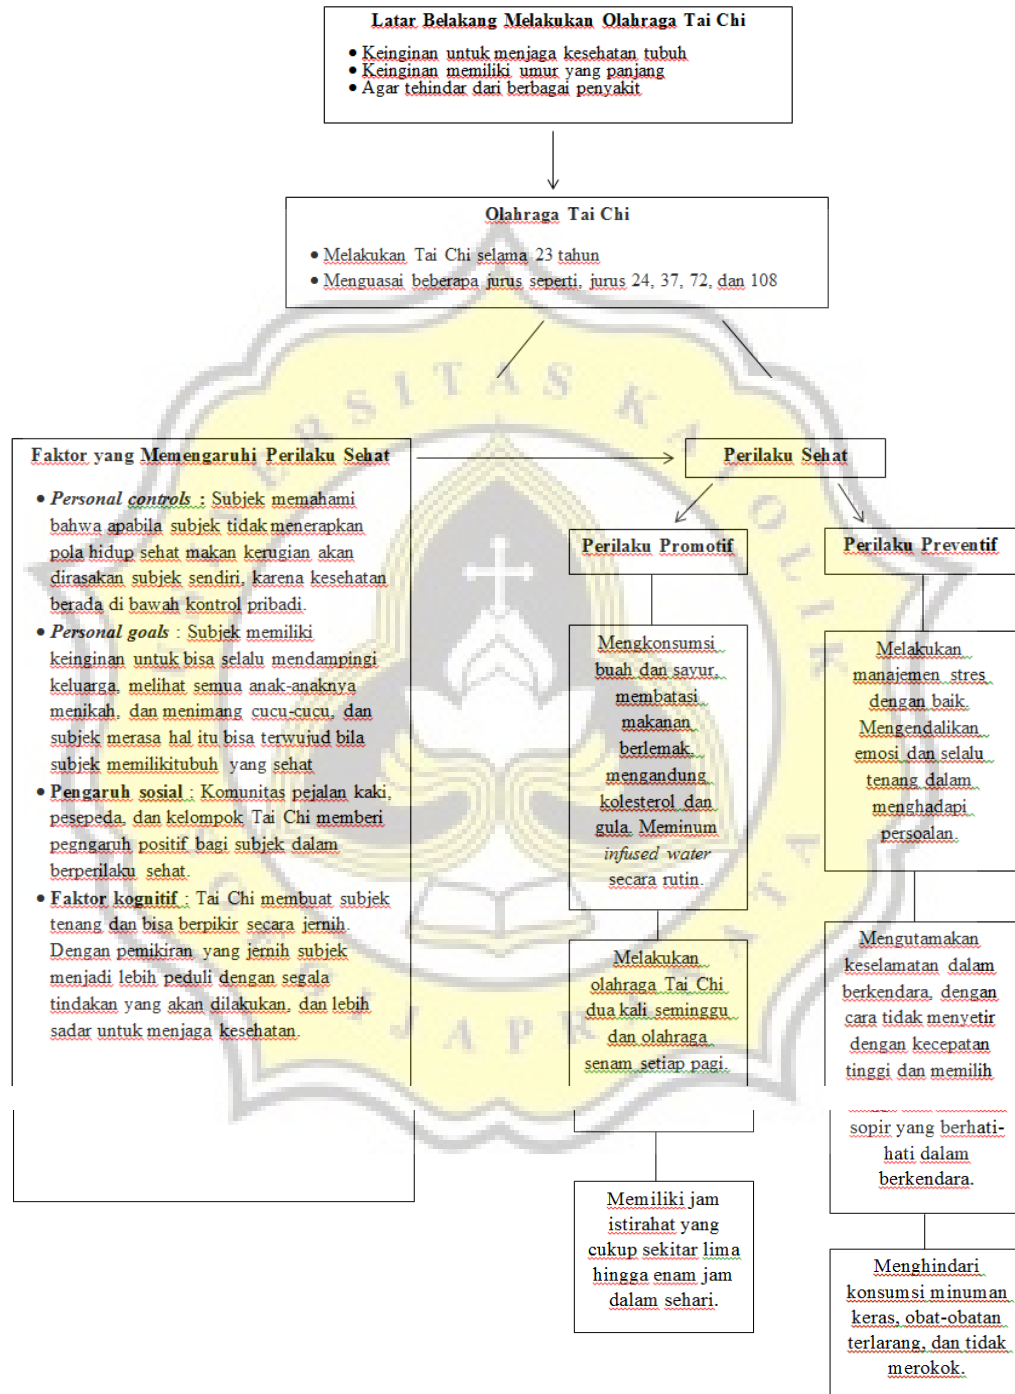 Latar Belakang Melakukan Olahraga Tai Chi
• Keinginan untuk menjaga kesehatan tubuh
• Keinginan memiliki umur yang panjang
• Agar tehindar dari berbagai penyakit
Olahraga Tai Chi
• Melakukan Tai Chi selama 23 tahun
• Menguasai beberapa jurus seperti, jurus 24, 37, 72, dan 108
Faktor yang Memengaruhi Perilaku Sehat
• Personal controls : Subjek memahami
bahwa apabila subjek tidak menerapkan
pola hidup sehat makan kerugian akan
dirasakan subjek sendiri, karena kesehatan
berada di bawah kontrol pribadi.
• Personal goals : Subjek memiliki
keinginan untuk bisa selalu mendampingi
keluarga, melihat semua anak-anaknya
menikah, dan menimang cucu-cucu, dan
subjek merasa hal itu bisa terwujud bila
subjek memilikitubuh yang sehat
• Pengaruh sosial : Komunitas pejalan kaki,
pesepeda, dan kelompok Tai Chi memberi
pegngaruh positif bagi subjek dalam
berperilaku sehat.
• Faktor kognitif : Tai Chi membuat subjek
tenang dan bisa berpikir secara jernih.
Dengan pemikiran yang jernih subjek
menjadi lebih peduli dengan segala
tindakan yang akan dilakukan, dan lebih
sadar untuk menjaga kesehatan.
Perilaku Sehat
Perilaku Promotif
Mengkonsumsi
buah dan sayur,
membatasi
makanan
berlemak,
mengandung
kolesterol dan
gula. Meminum
infused water
secara rutin.
Melakukan
olahraga Tai Chi
dua kali seminggu
dan olahraga
senam setiap pagi.
Memiliki jam
istirahat yang
cukup sekitar lima
hingga enam jam
dalam sehari.
Perilaku Preventif
Melakukan
manajemen stres
dengan baik.
Mengendalikan
emosi dan selalu
tenang dalam
menghadapi
persoalan.
Mengutamakan
keselamatan dalam
berkendara, dengan
cara tidak menyetir
dengan kecepatan
tinggi dan memilih
sopir yang berhati-
hati dalam
berkendara.
Menghindari
konsumsi minuman
keras, obat-obatan
terlarang, dan tidak
merokok.
ERSITAS KATOLIK
IJAPRANATA